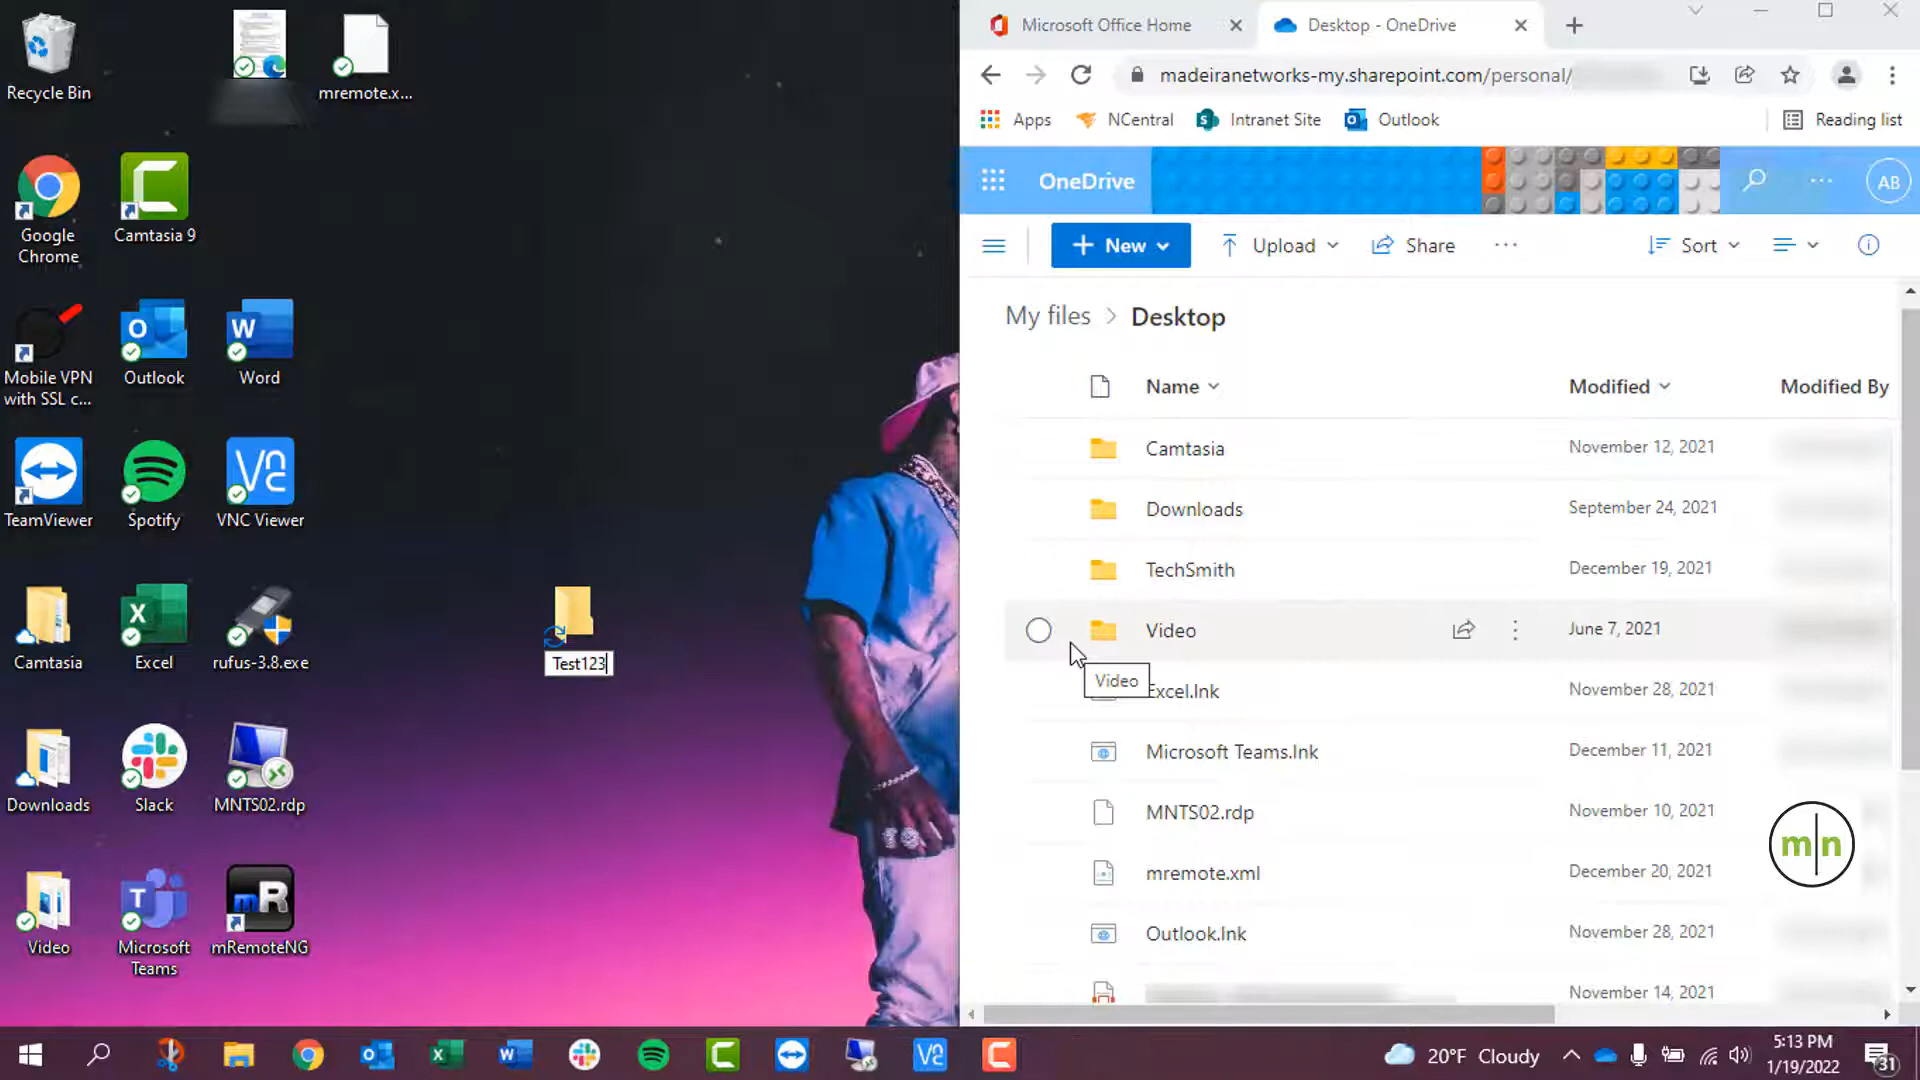 Recycle Bin
mremote.x...
Google
Chrome
Camtasia 9
Mobile VPN
with SSL c...
Outlook
Word
TeamViewer
Spotify
VNC Viewer
Camtasia
Excel
rufus-3.8.exe
Test123
Downloads
Slack
MNTS02.rdp
Video
Microsoft
Teams
mRemoteNG
Microsoft Office Home
Desktop - OneDrive
madeiranetworks-my.sharepoint.com/personal/
Apps
NCentral
Intranet Site
Outlook
Reading list
OneDrive
AB
New
Upload
Share
Sort
My files > Desktop
Name
Modified
Modified By
Camtasia
November 12, 2021
Downloads
September 24, 2021
TechSmith
December 19, 2021
Video
June 7, 2021
Video
Excel.lnk
November 28, 2021
Microsoft Teams.lnk
December 11, 2021
MNTS02.rdp
November 10, 2021
mremote.xml
December 20, 2021
Outlook.lnk
November 28, 2021
November 14, 2021
m|n
20°F Cloudy
5:13 PM
1/19/2022
31